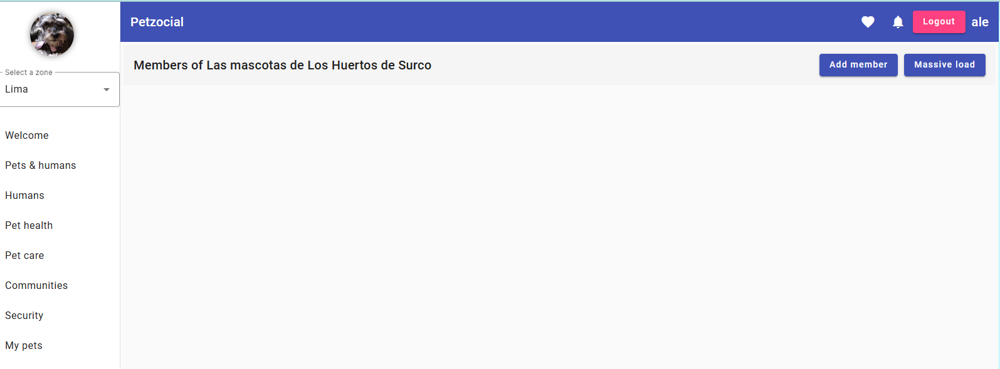 Petzocial
Logout
ale
Select a zone
Lima
Members of Las mascotas de Los Huertos de Surco
Add member
Massive load
Welcome
Pets & humans
Humans
Pet health
Pet care
Communities
Security
My pets